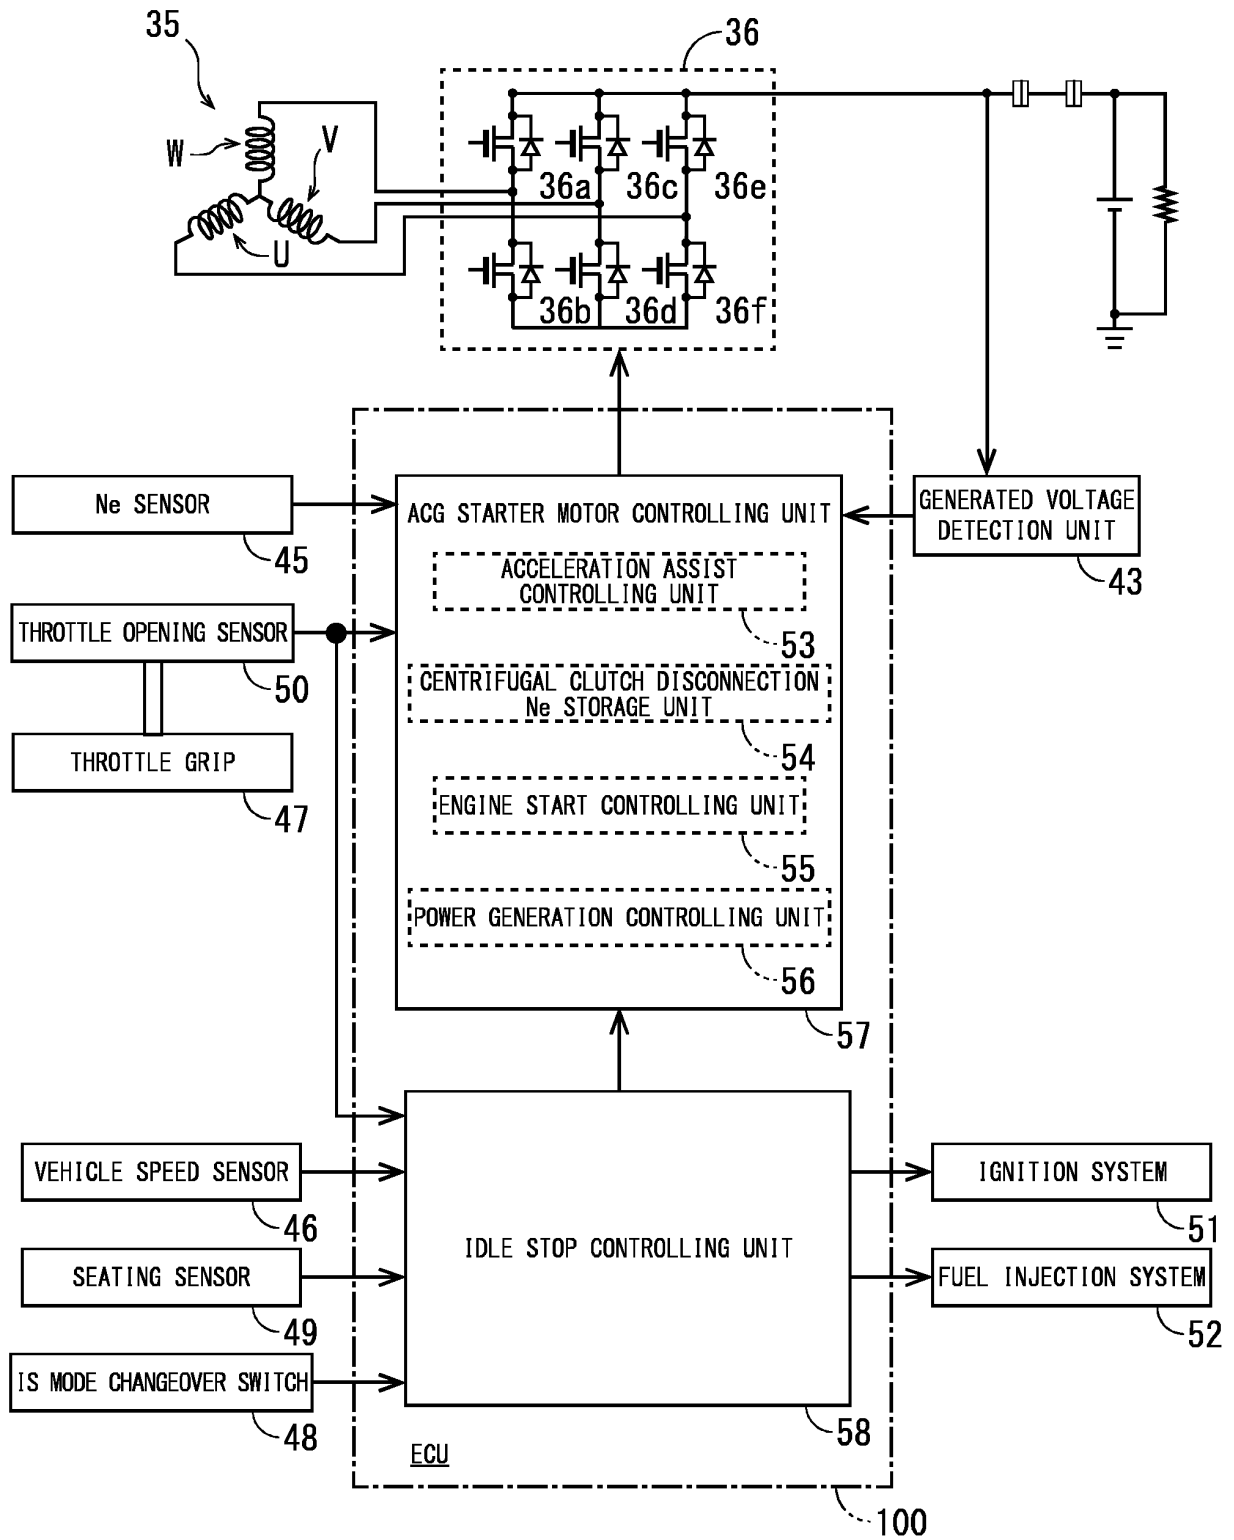 35
36
W
V
U
36a
36c
36e
36b
36d
36f
Ne SENSOR
45
ACG STARTER MOTOR CONTROLLING UNIT
GENERATED VOLTAGE
DETECTION UNIT
43
ACCELERATION ASSIST
CONTROLLING UNIT
53
THROTTLE OPENING SENSOR
50
CENTRIFUGAL CLUTCH DISCONNECTION
Ne STORAGE UNIT
54
THROTTLE GRIP
47
ENGINE START CONTROLLING UNIT
55
POWER GENERATION CONTROLLING UNIT
56
57
VEHICLE SPEED SENSOR
46
IGNITION SYSTEM
51
IDLE STOP CONTROLLING UNIT
SEATING SENSOR
49
FUEL INJECTION SYSTEM
52
IS MODE CHANGEOVER SWITCH
48
58
ECU
100